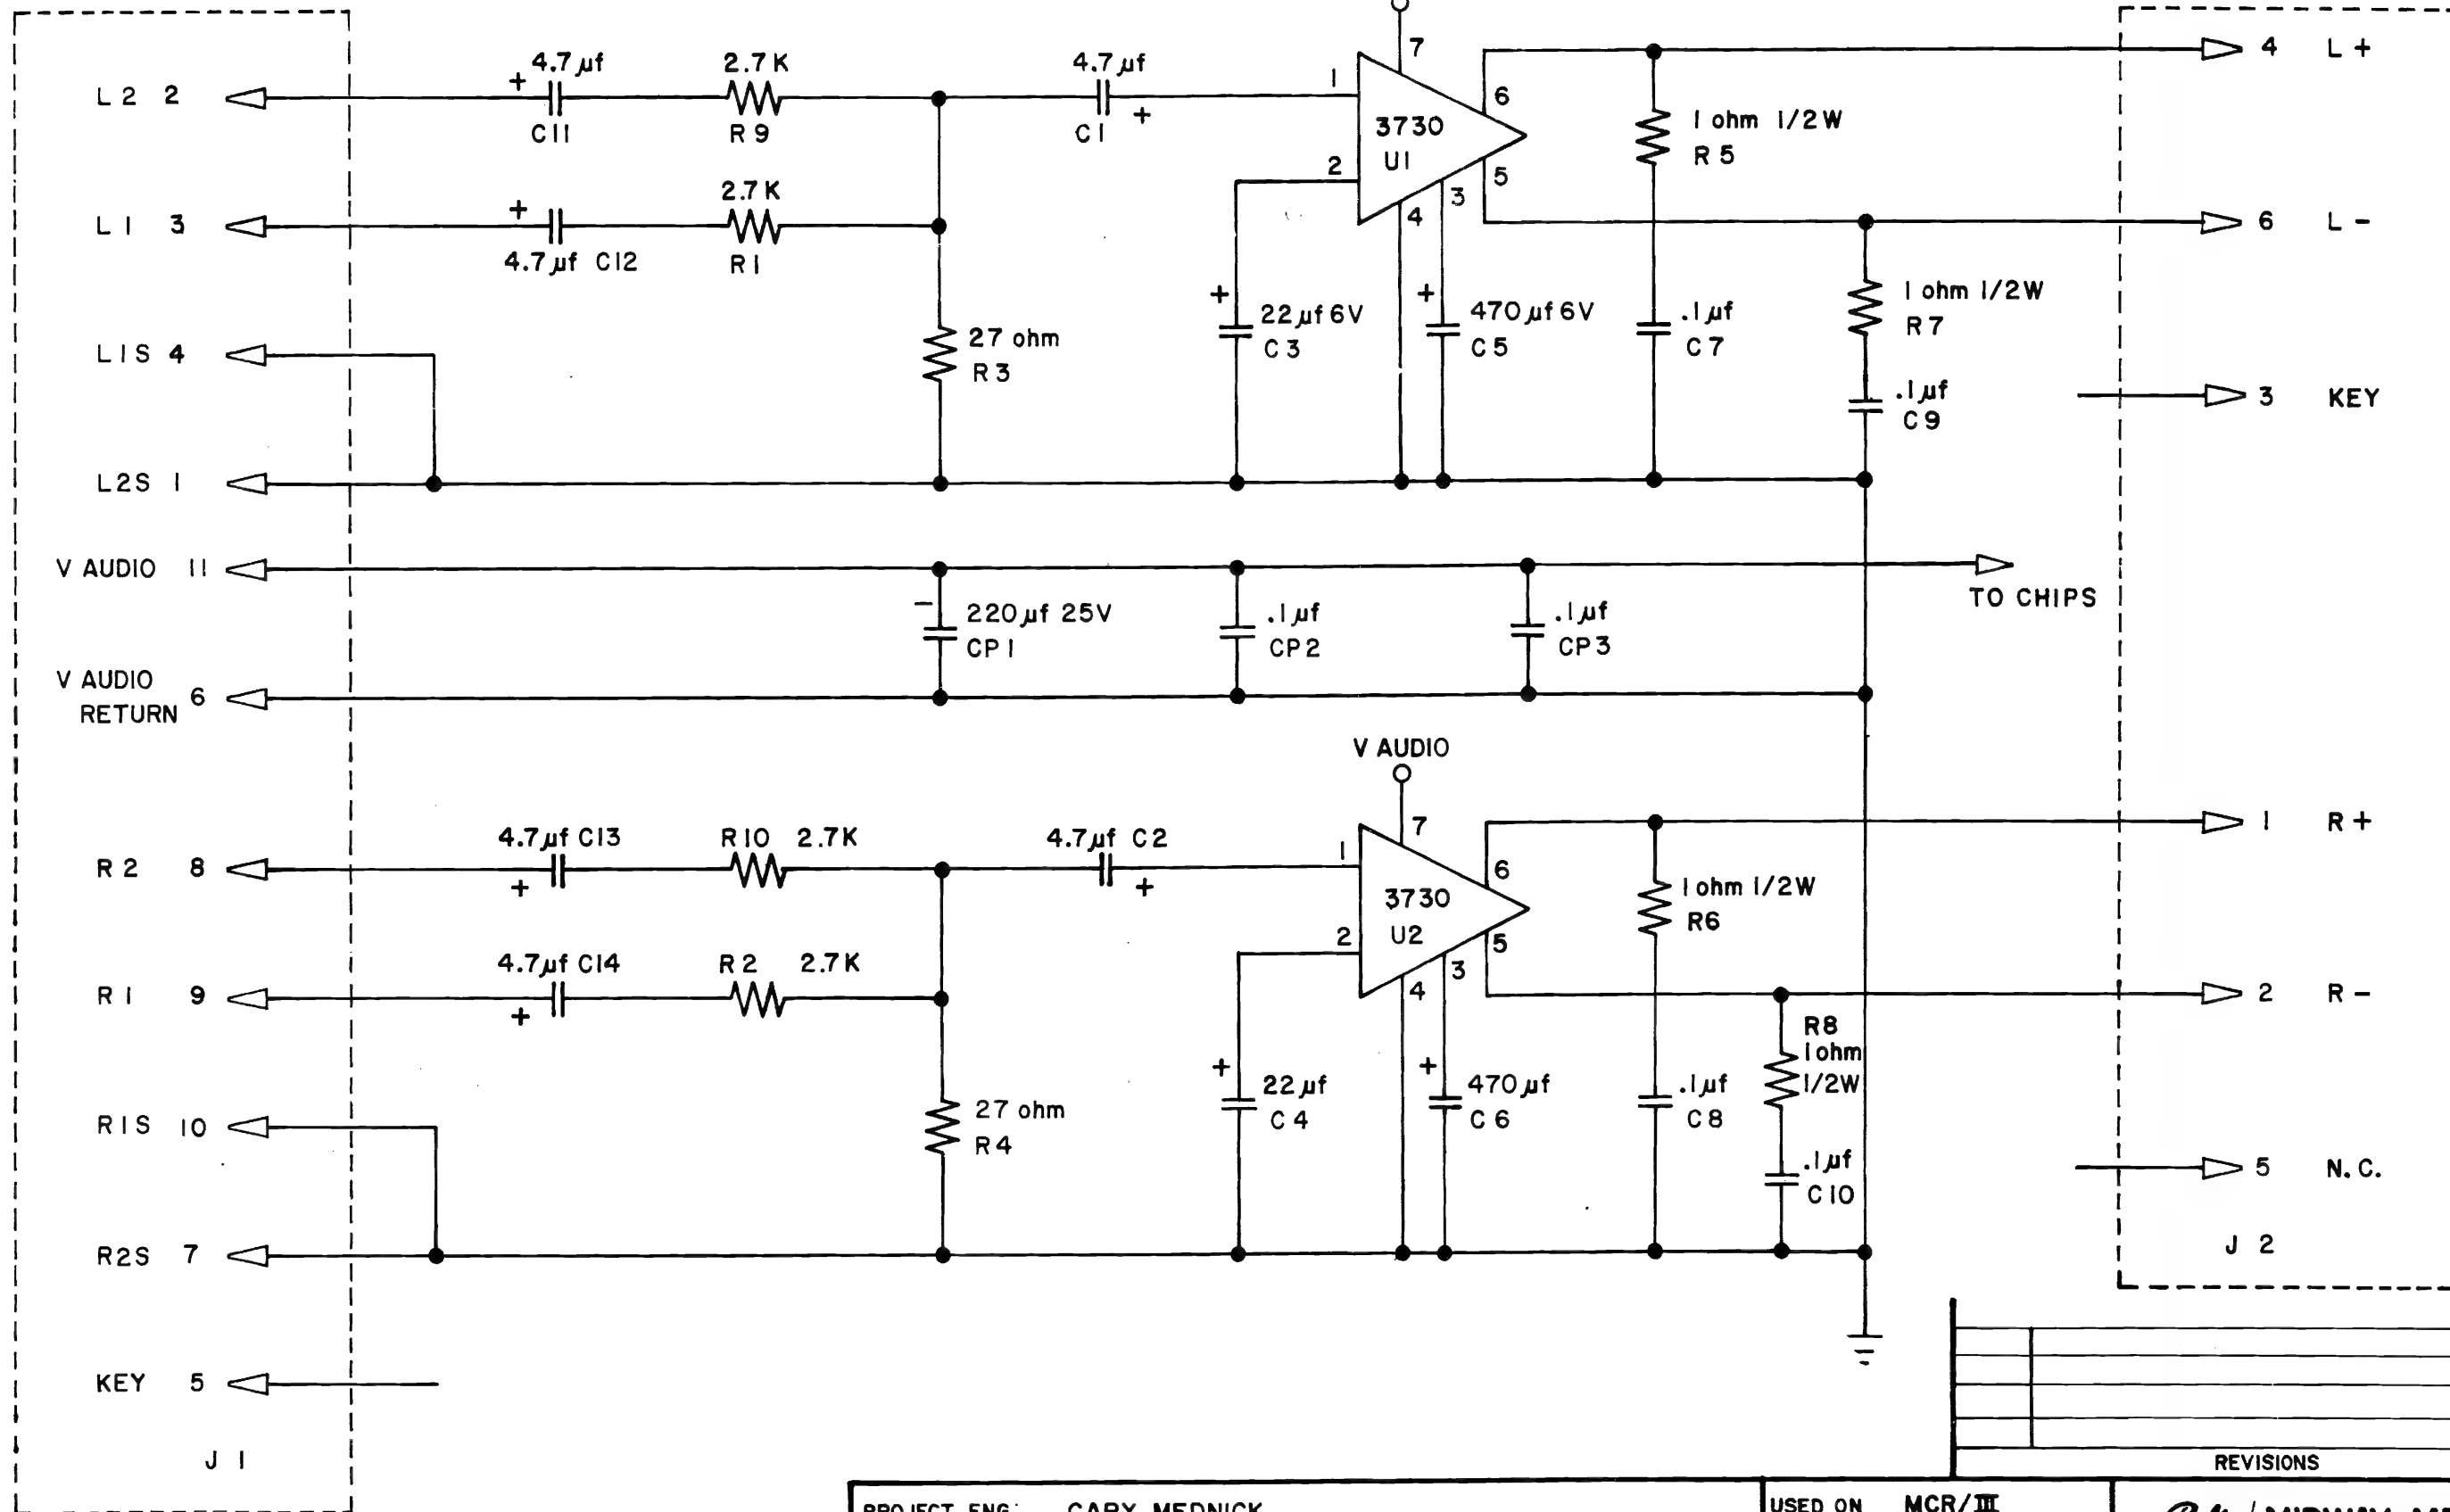 L2 2
4.7µf
+
C11
2.7K
R9
4.7µf
+
C1
1
7
3730
U1
6
2
5
3
4
4 L+
1 ohm 1/2W
R5
L1 3
+
4.7µf C12
2.7K
R1
6 L-
27 ohm
R3
+
22µf 6V
C3
+
470µf 6V
C5
.1µf
C7
1 ohm 1/2W
R7
.1µf
C9
3 KEY
L1S 4
L2S 1
V AUDIO 11
TO CHIPS
-
220µf 25V
CP1
.1µf
CP2
.1µf
CP3
V AUDIO
RETURN 6
V AUDIO
R2 8
4.7µf C13
+
R10 2.7K
4.7µf C2
+
1
7
3730
U2
6
2
5
3
4
1 R+
1 ohm 1/2W
R6
R1 9
4.7µf C14
+
R2 2.7K
2 R-
27 ohm
R4
+
22µf
C4
+
470µf
C6
.1µf
C8
R8
1 ohm
1/2W
.1µf
C10
R1S 10
5 N.C.
R2S 7
J2
KEY 5
J1
REVISIONS
PROJECT ENG: GARY MEDNICK
USED ON MCR/III